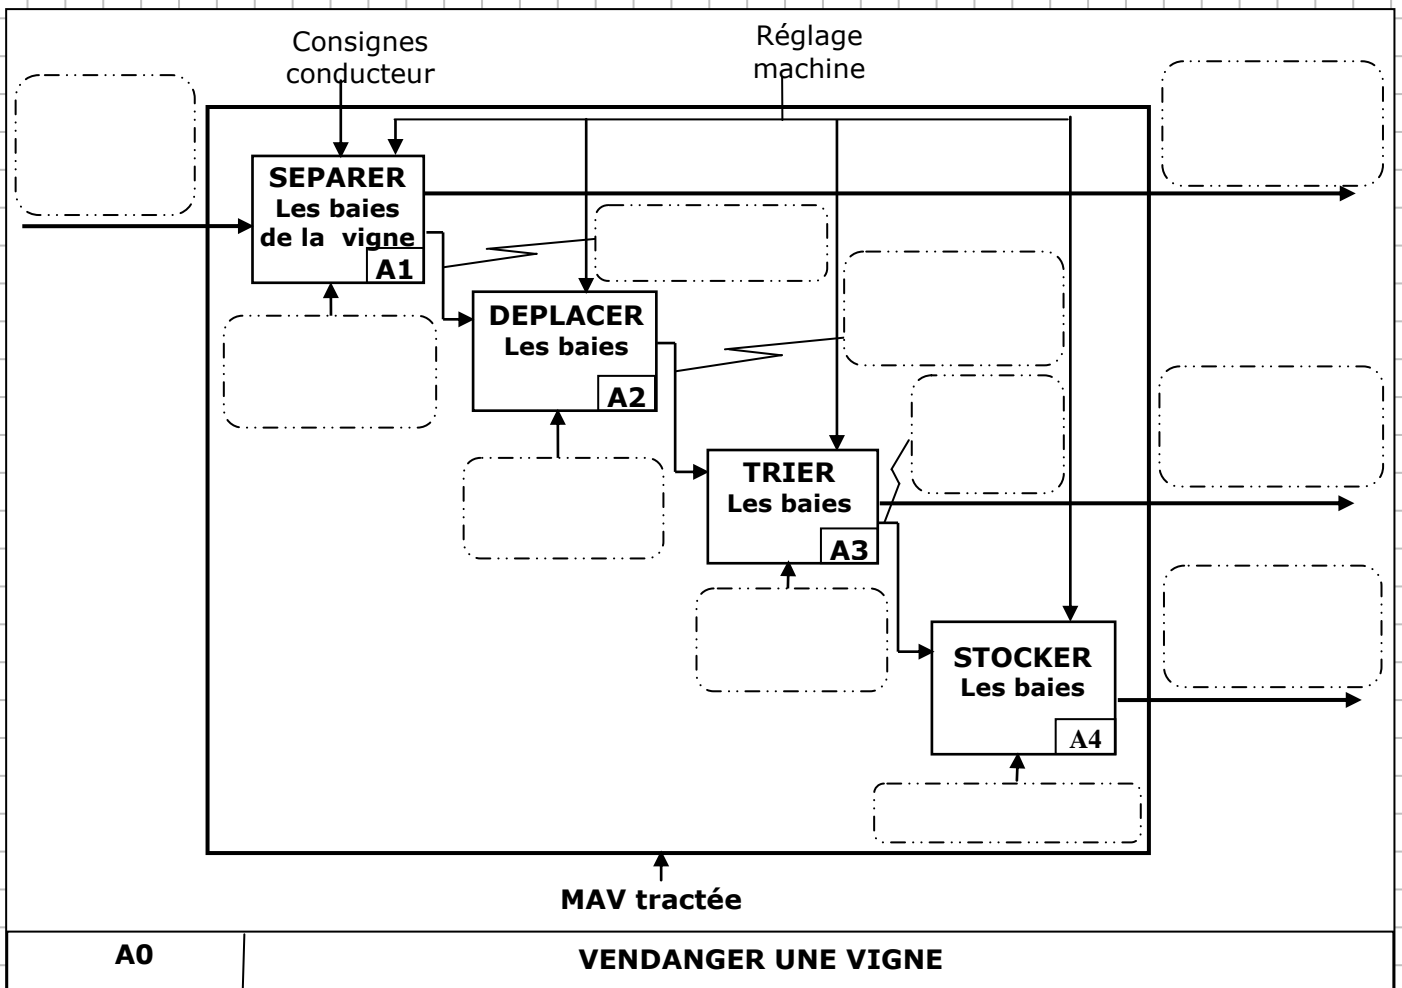 Consignes
conducteur
Réglage
machine
SEPARER
Les baies
de la vigne
A1
DEPLACER
Les baies
A2
TRIER
Les baies
A3
STOCKER
Les baies
A4
MAV tractée
A0
VENDANGER UNE VIGNE